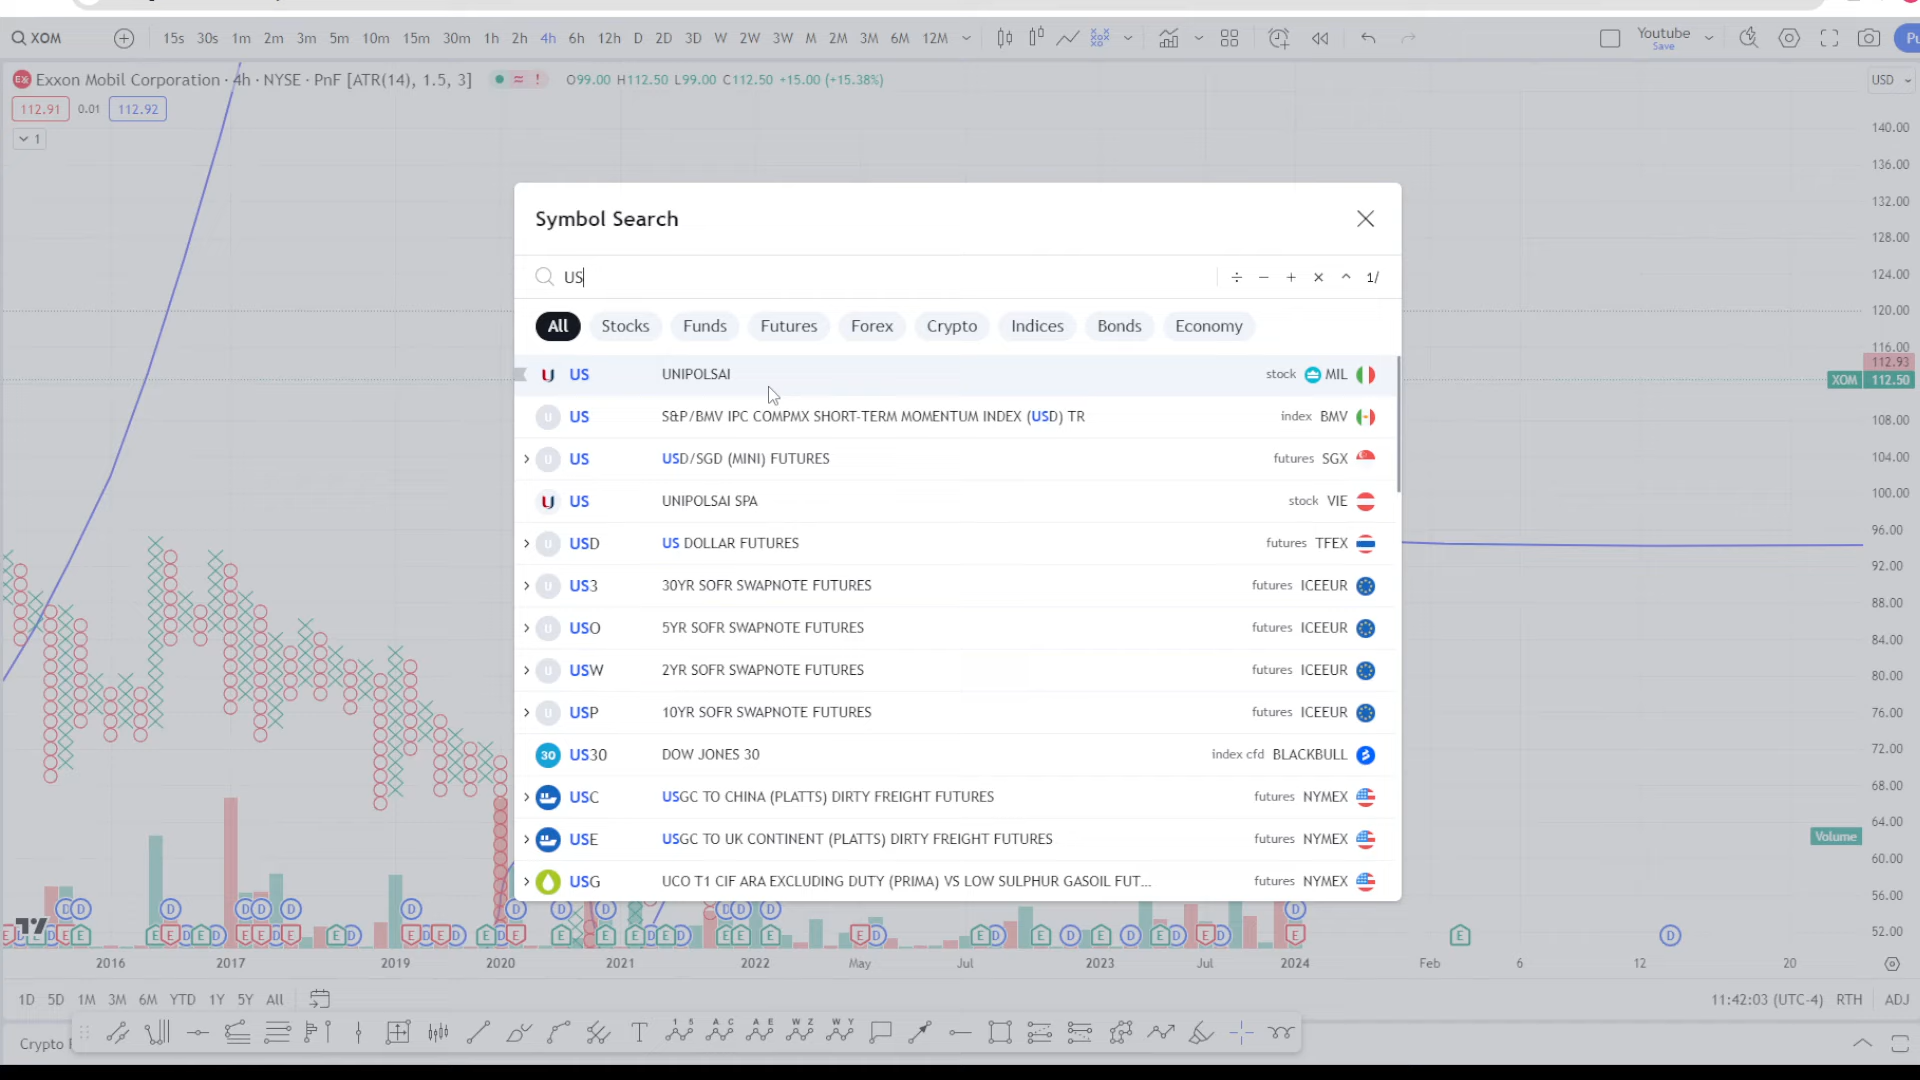 XOM 15s 30s 1m 2m 3m 5m 10m 15m 30m 1h 2h 4h 6h 12h D 2D 3D W 2W 3W M 2M 3M 6M 12M Youtube
Save
Exxon Mobil Corporation · 4h · NYSE · PnF [ATR(14), 1.5, 3] O99.00 H112.50 L99.00 C112.50 +15.00 (+15.38%) USD
112.91 0.01 112.92
1
140.00
136.00
132.00
128.00
124.00
120.00
116.00
112.93
XOM 112.50
108.00
104.00
100.00
96.00
92.00
88.00
84.00
80.00
76.00
72.00
68.00
64.00
Volume
60.00
56.00
52.00
Symbol Search
US
÷ − + × ^ 1/
All Stocks Funds Futures Forex Crypto Indices Bonds Economy
US UNIPOLSAI stock MIL
US S&P/BMV IPC COMPMX SHORT-TERM MOMENTUM INDEX (USD) TR index BMV
US USD/SGD (MINI) FUTURES futures SGX
US UNIPOLSAI SPA stock VIE
USD US DOLLAR FUTURES futures TFEX
US3 30YR SOFR SWAPNOTE FUTURES futures ICEEUR
USO 5YR SOFR SWAPNOTE FUTURES futures ICEEUR
USW 2YR SOFR SWAPNOTE FUTURES futures ICEEUR
USP 10YR SOFR SWAPNOTE FUTURES futures ICEEUR
30 US30 DOW JONES 30 index cfd BLACKBULL
USC USGC TO CHINA (PLATTS) DIRTY FREIGHT FUTURES futures NYMEX
USE USGC TO UK CONTINENT (PLATTS) DIRTY FREIGHT FUTURES futures NYMEX
USG UCO T1 CIF ARA EXCLUDING DUTY (PRIMA) VS LOW SULPHUR GASOIL FUT... futures NYMEX
2016 2017 2019 2020 2021 2022 May Jul 2023 Jul 2024 Feb 6 12 20
1D 5D 1M 3M 6M YTD 1Y 5Y All 11:42:03 (UTC-4) RTH ADJ
Crypto